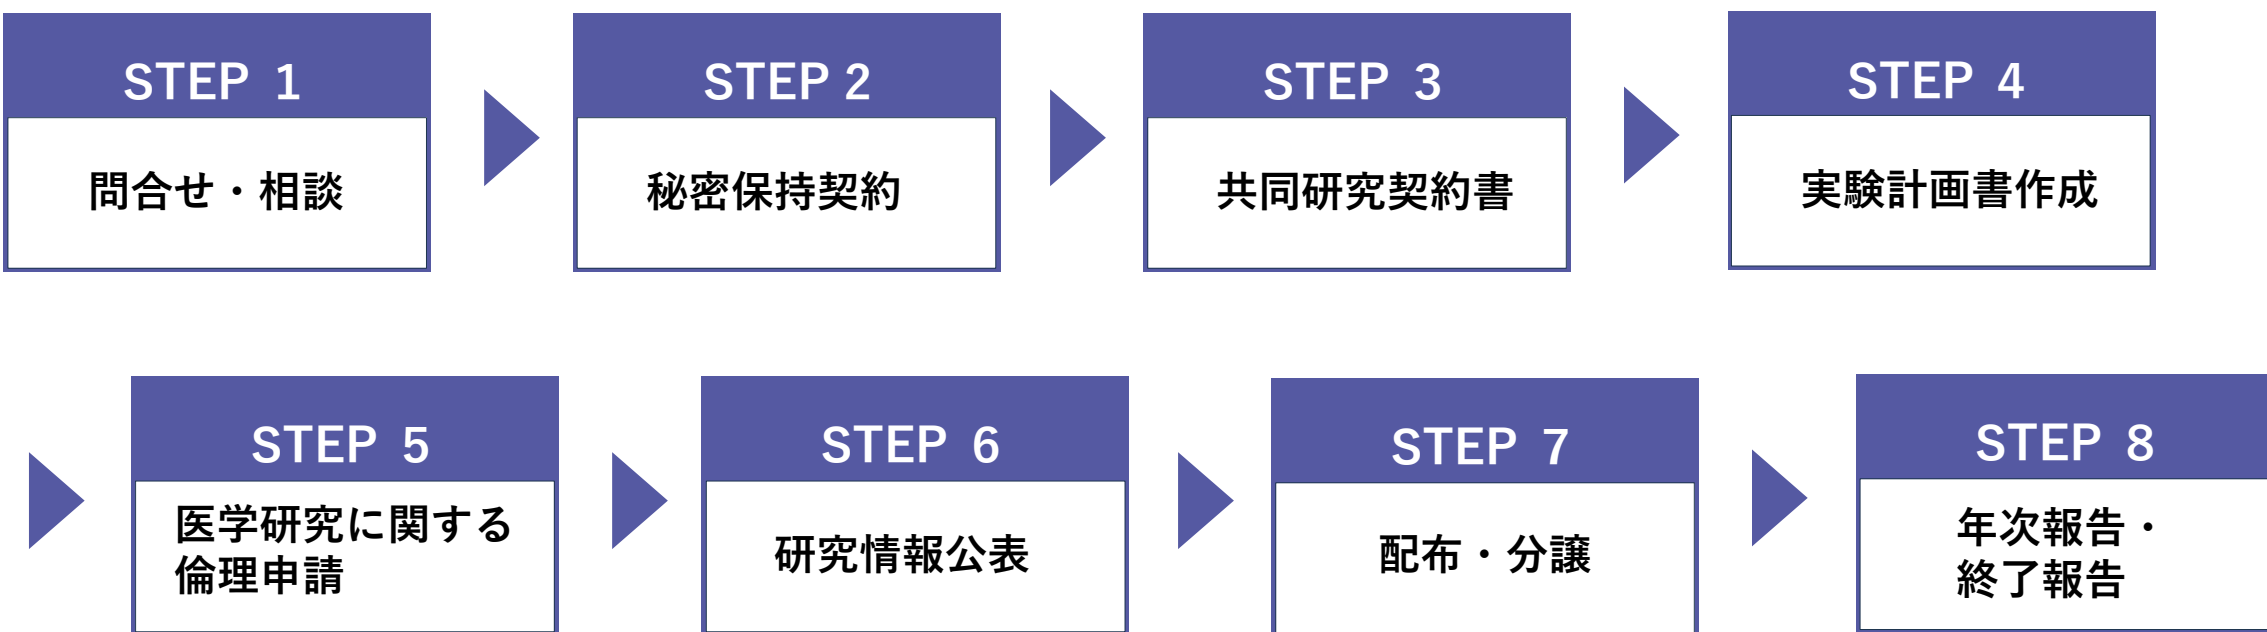 STEP 1
問合せ・相談
STEP 2
秘密保持契約
STEP 3
共同研究契約書
STEP 4
実験計画書作成
STEP 5
医学研究に関する
倫理申請
STEP 6
研究情報公表
STEP 7
配布・分譲
STEP 8
年次報告・
終了報告